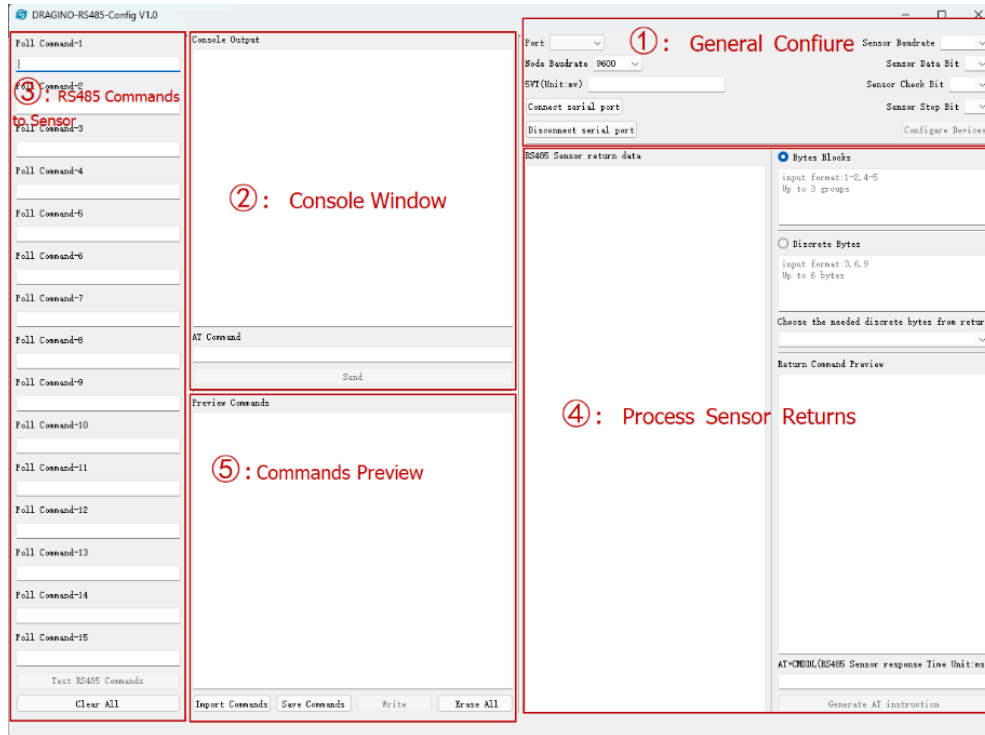 DRAGINO-RS485-Config V1.0
Poll Command-1
Poll Command-2
③: RS485 Commands
to Sensor
Poll Command-3
Poll Command-4
Poll Command-5
Poll Command-6
Poll Command-7
Poll Command-8
Poll Command-9
Poll Command-10
Poll Command-11
Poll Command-12
Poll Command-13
Poll Command-14
Poll Command-15
Test RS485 Commands
Clear All
Console Output
②: Console Window
AT Command
Send
Preview Commands
⑤: Commands Preview
Import Commands
Save Commands
Write
Erase All
①: General Confiure
Port
Node Baudrate 9600
5VT(Unit:mv)
Connect serial port
Disconnect serial port
Sensor Baudrate
Sensor Data Bit
Sensor Check Bit
Sensor Stop Bit
Configure Devices
RS485 Sensor return data
④: Process Sensor Returns
Bytes Blocks
input format:1-2,4-5
Up to 3 groups
Discrete Bytes
input format:3,6,9
Up to 6 bytes
Choose the needed discrete bytes from retur
Return Command Preview
AT+CMDDL(RS485 Sensor response Time Unit:ms
Generate AT instruction